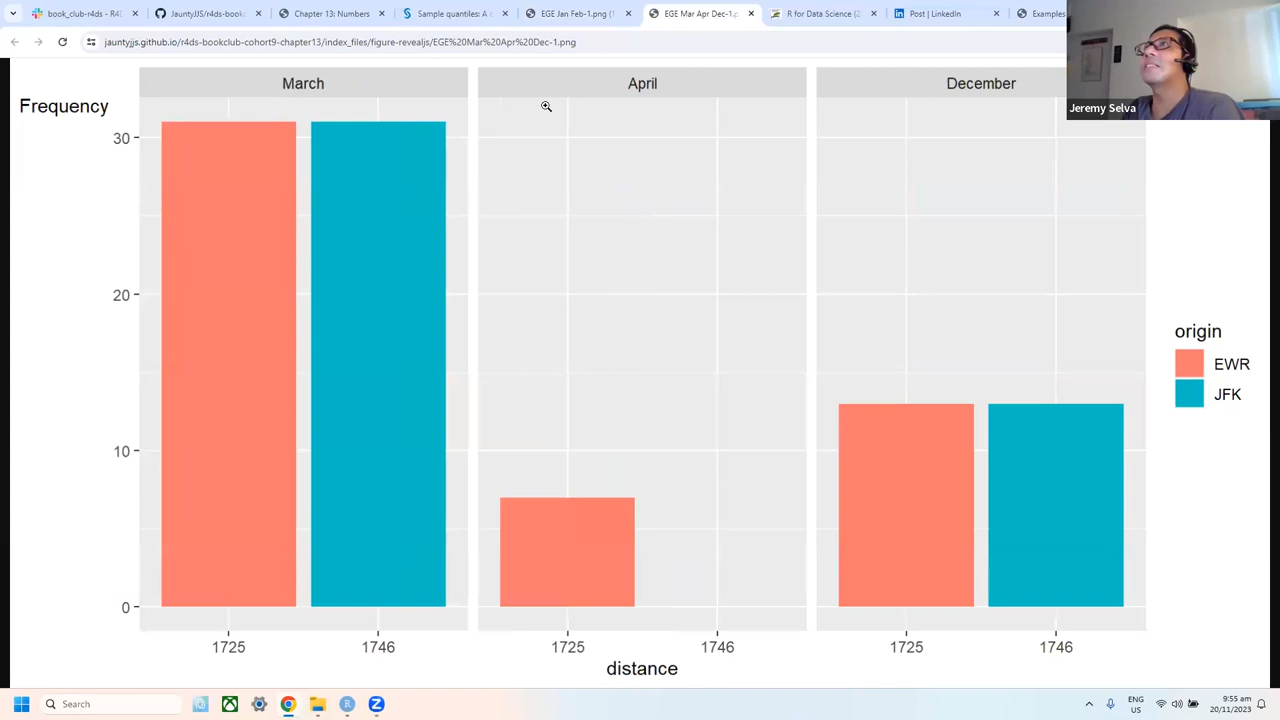 book_club-r4ds - R4D
JauntyJJS/r4ds-book
Chapter 13: Numbers
Sample quantiles: A c
EGE Jan Feb-1.png (1
EGE Mar Apr Dec-1.p
R for Data Science (2
Post | LinkedIn
Examples
jauntyjjs.github.io/r4ds-bookclub-cohort9-chapter13/index_files/figure-revealjs/EGE%20Mar%20Apr%20Dec-1.png
Jeremy Selva
March
April
December
Frequency
30
20
10
0
origin
EWR
JFK
1725
1746
1725
1746
1725
1746
distance
Search
ENG
US
9:55 am
20/11/2023